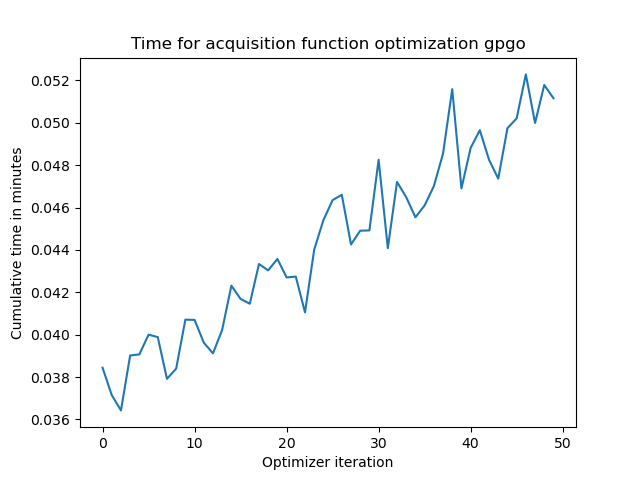 Time for acquisition function optimization gpgo
Cumulative time in minutes
0.052
0.050
0.048
0.046
0.044
0.042
0.040
0.038
0.036
0 10 20 30 40 50
Optimizer iteration